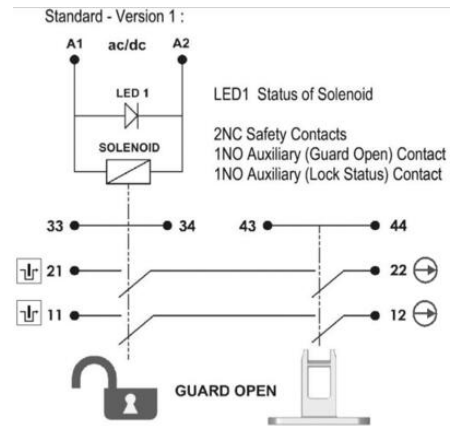 Standard - Version 1 :
A1 ac/dc A2
LED 1
LED1 Status of Solenoid
SOLENOID
2NC Safety Contacts
1NO Auxiliary (Guard Open) Contact
1NO Auxiliary (Lock Status) Contact
33 34 43 44
21 22
11 12
GUARD OPEN